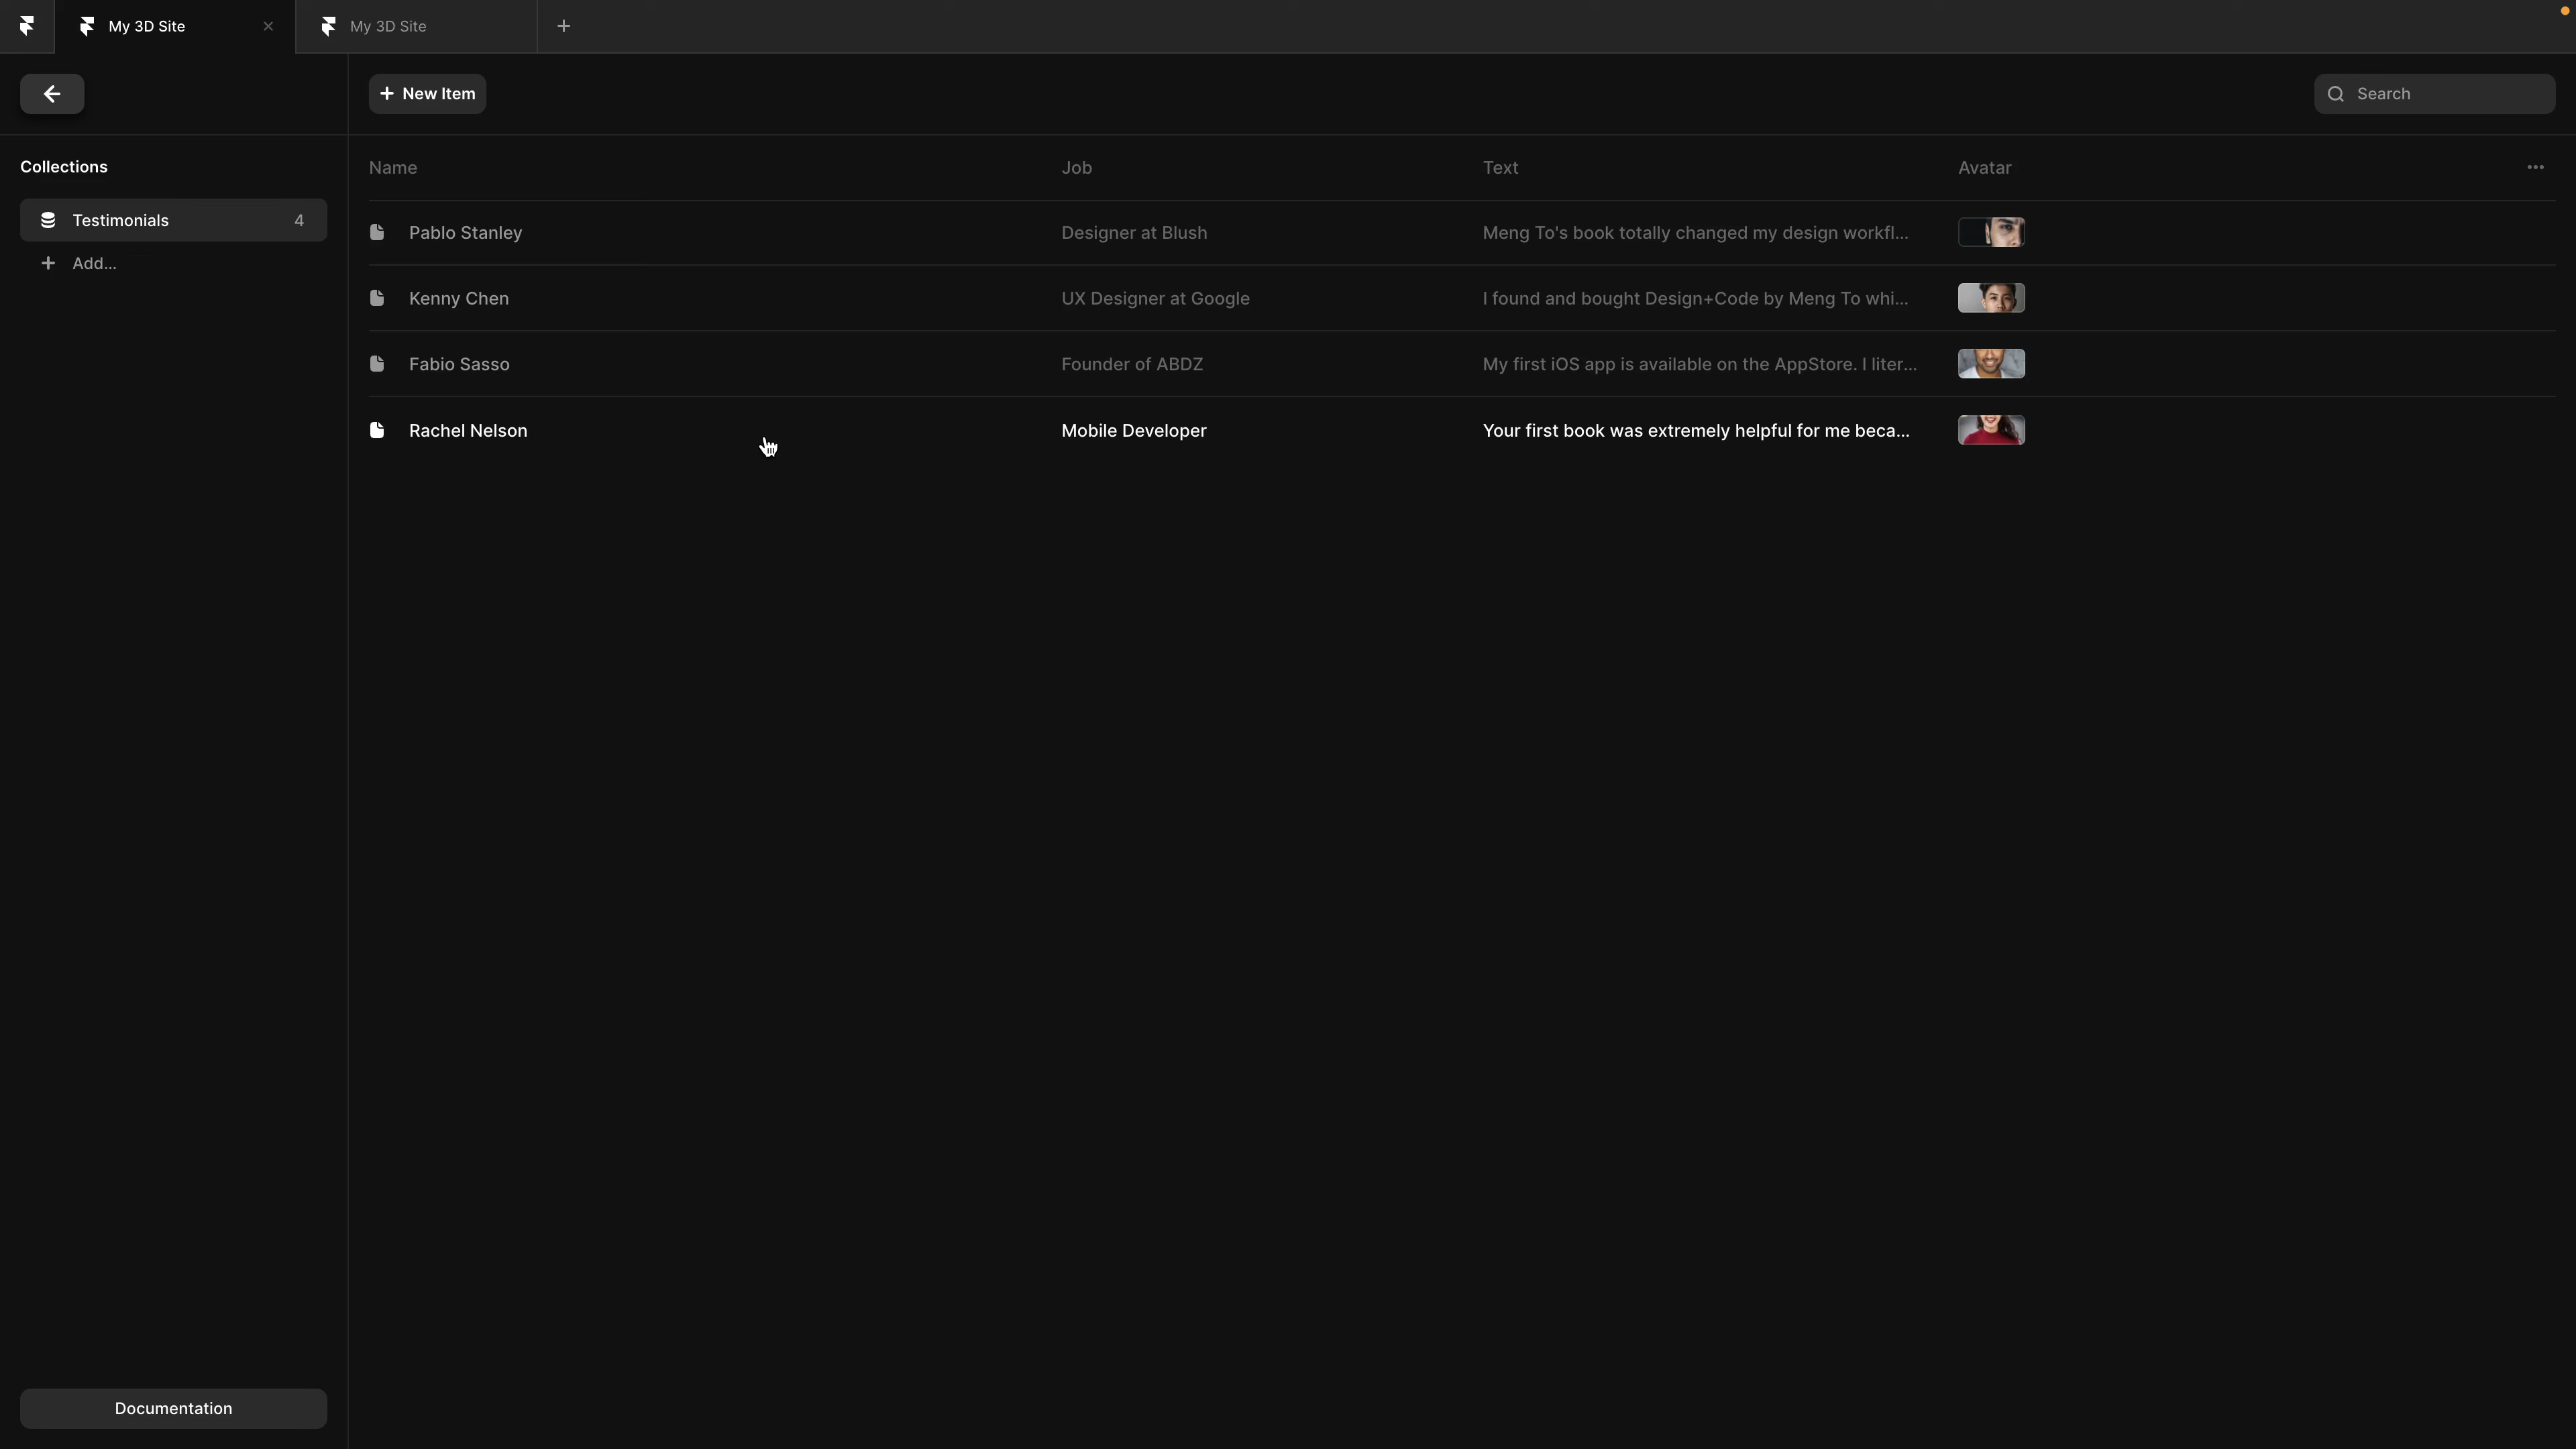 My 3D Site
My 3D Site
New Item
Search
Collections
Testimonials 4
Add...
Name Job Text Avatar
Pablo Stanley Designer at Blush Meng To's book totally changed my design workfl...
Kenny Chen UX Designer at Google I found and bought Design+Code by Meng To whi...
Fabio Sasso Founder of ABDZ My first iOS app is available on the AppStore. I liter...
Rachel Nelson Mobile Developer Your first book was extremely helpful for me beca...
Documentation